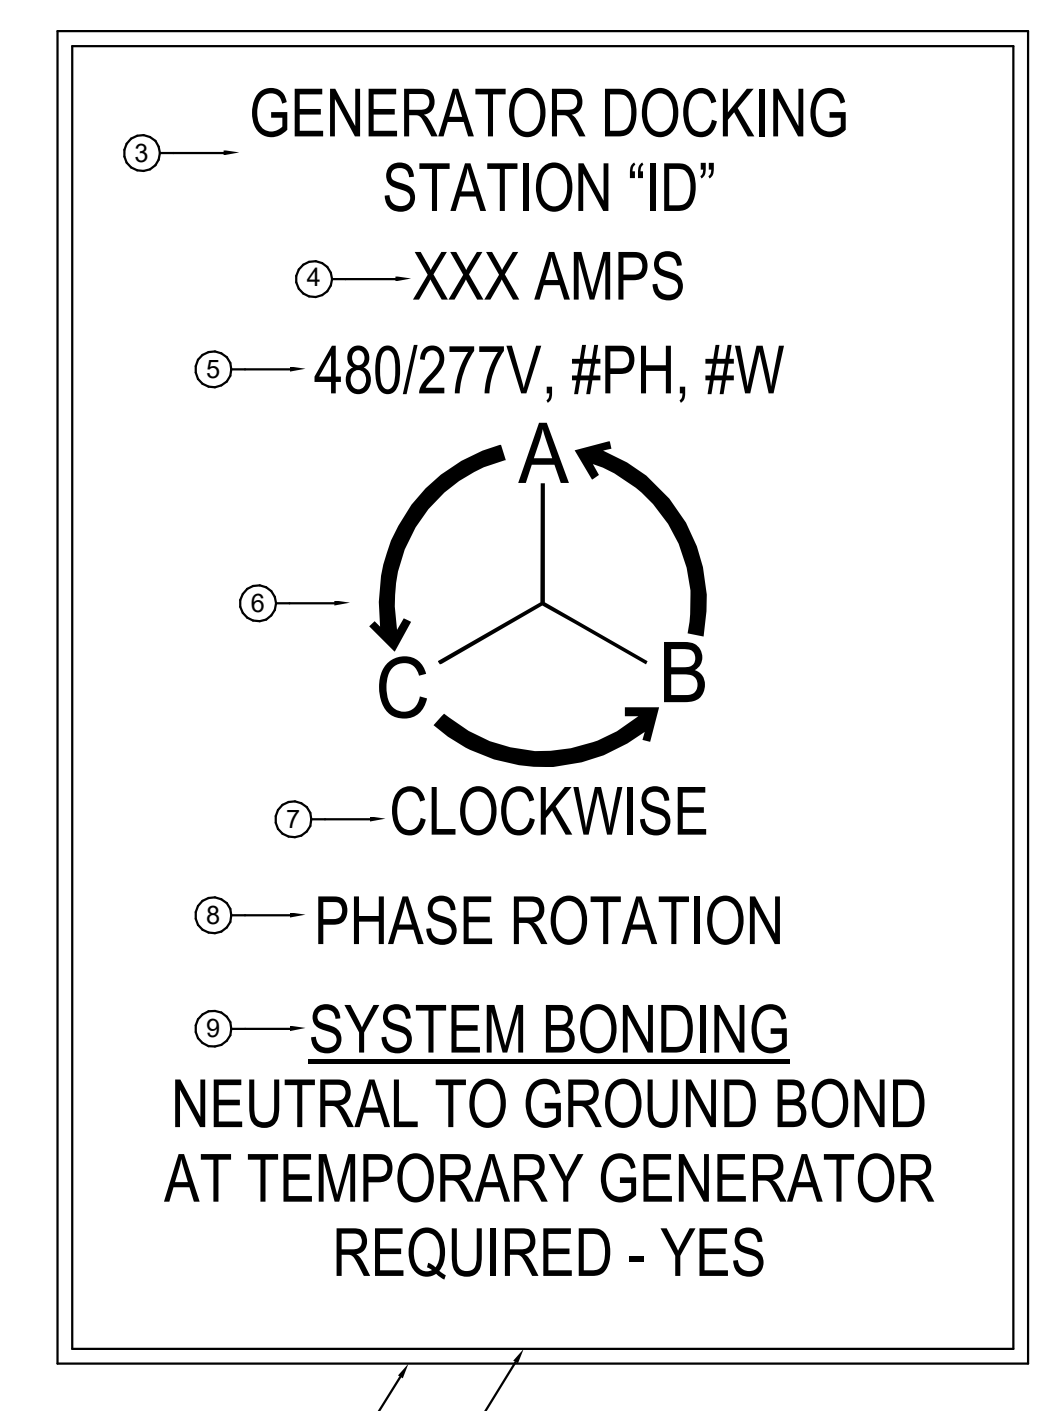 GENERATOR DOCKING
3
STATION “ID”
4 XXX AMPS
5 480/277V, #PH, #W
A
6
C B
7 CLOCKWISE
8 PHASE ROTATION
9 SYSTEM BONDING
NEUTRAL TO GROUND BOND
AT TEMPORARY GENERATOR
REQUIRED - YES